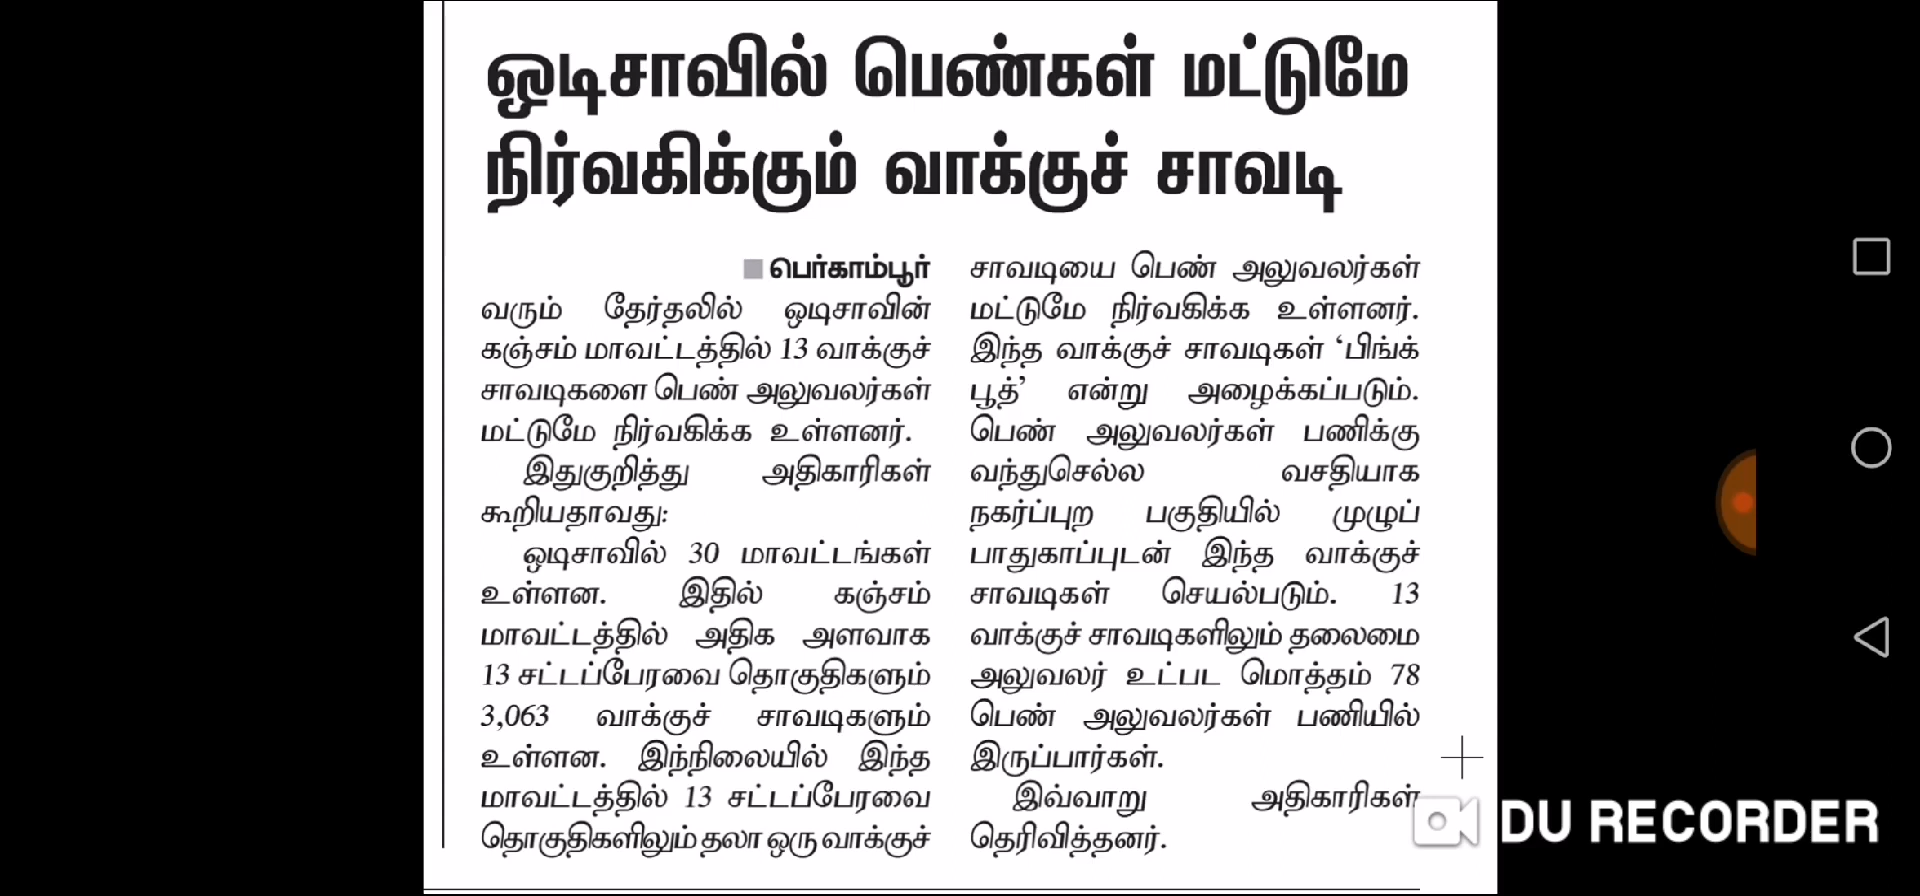 ஒடிசாவில் பெண்கள் மட்டுமே
நிர்வகிக்கும் வாக்குச் சாவடி
பெர்காம்பூர்
வரும் தேர்தலில் ஒடிசாவின்
கஞ்சம் மாவட்டத்தில் 13 வாக்குச்
சாவடிகளை பெண் அலுவலர்கள்
மட்டுமே நிர்வகிக்க உள்ளனர்.
இதுகுறித்து அதிகாரிகள்
கூறியதாவது:
ஒடிசாவில் 30 மாவட்டங்கள்
உள்ளன. இதில் கஞ்சம்
மாவட்டத்தில் அதிக அளவாக
13 சட்டப்பேரவை தொகுதிகளும்
3,063 வாக்குச் சாவடிகளும்
உள்ளன. இந்நிலையில் இந்த
மாவட்டத்தில் 13 சட்டப்பேரவை
தொகுதிகளிலும் தலா ஒரு வாக்குச்
சாவடியை பெண் அலுவலர்கள்
மட்டுமே நிர்வகிக்க உள்ளனர்.
இந்த வாக்குச் சாவடிகள் ‘பிங்க்
பூத்’ என்று அழைக்கப்படும்.
பெண் அலுவலர்கள் பணிக்கு
வந்துசெல்ல வசதியாக
நகர்ப்புற பகுதியில் முழுப்
பாதுகாப்புடன் இந்த வாக்குச்
சாவடிகள் செயல்படும். 13
வாக்குச் சாவடிகளிலும் தலைமை
அலுவலர் உட்பட மொத்தம் 78
பெண் அலுவலர்கள் பணியில்
இருப்பார்கள்.
இவ்வாறு அதிகாரிகள்
தெரிவித்தனர்.
DU RECORDER